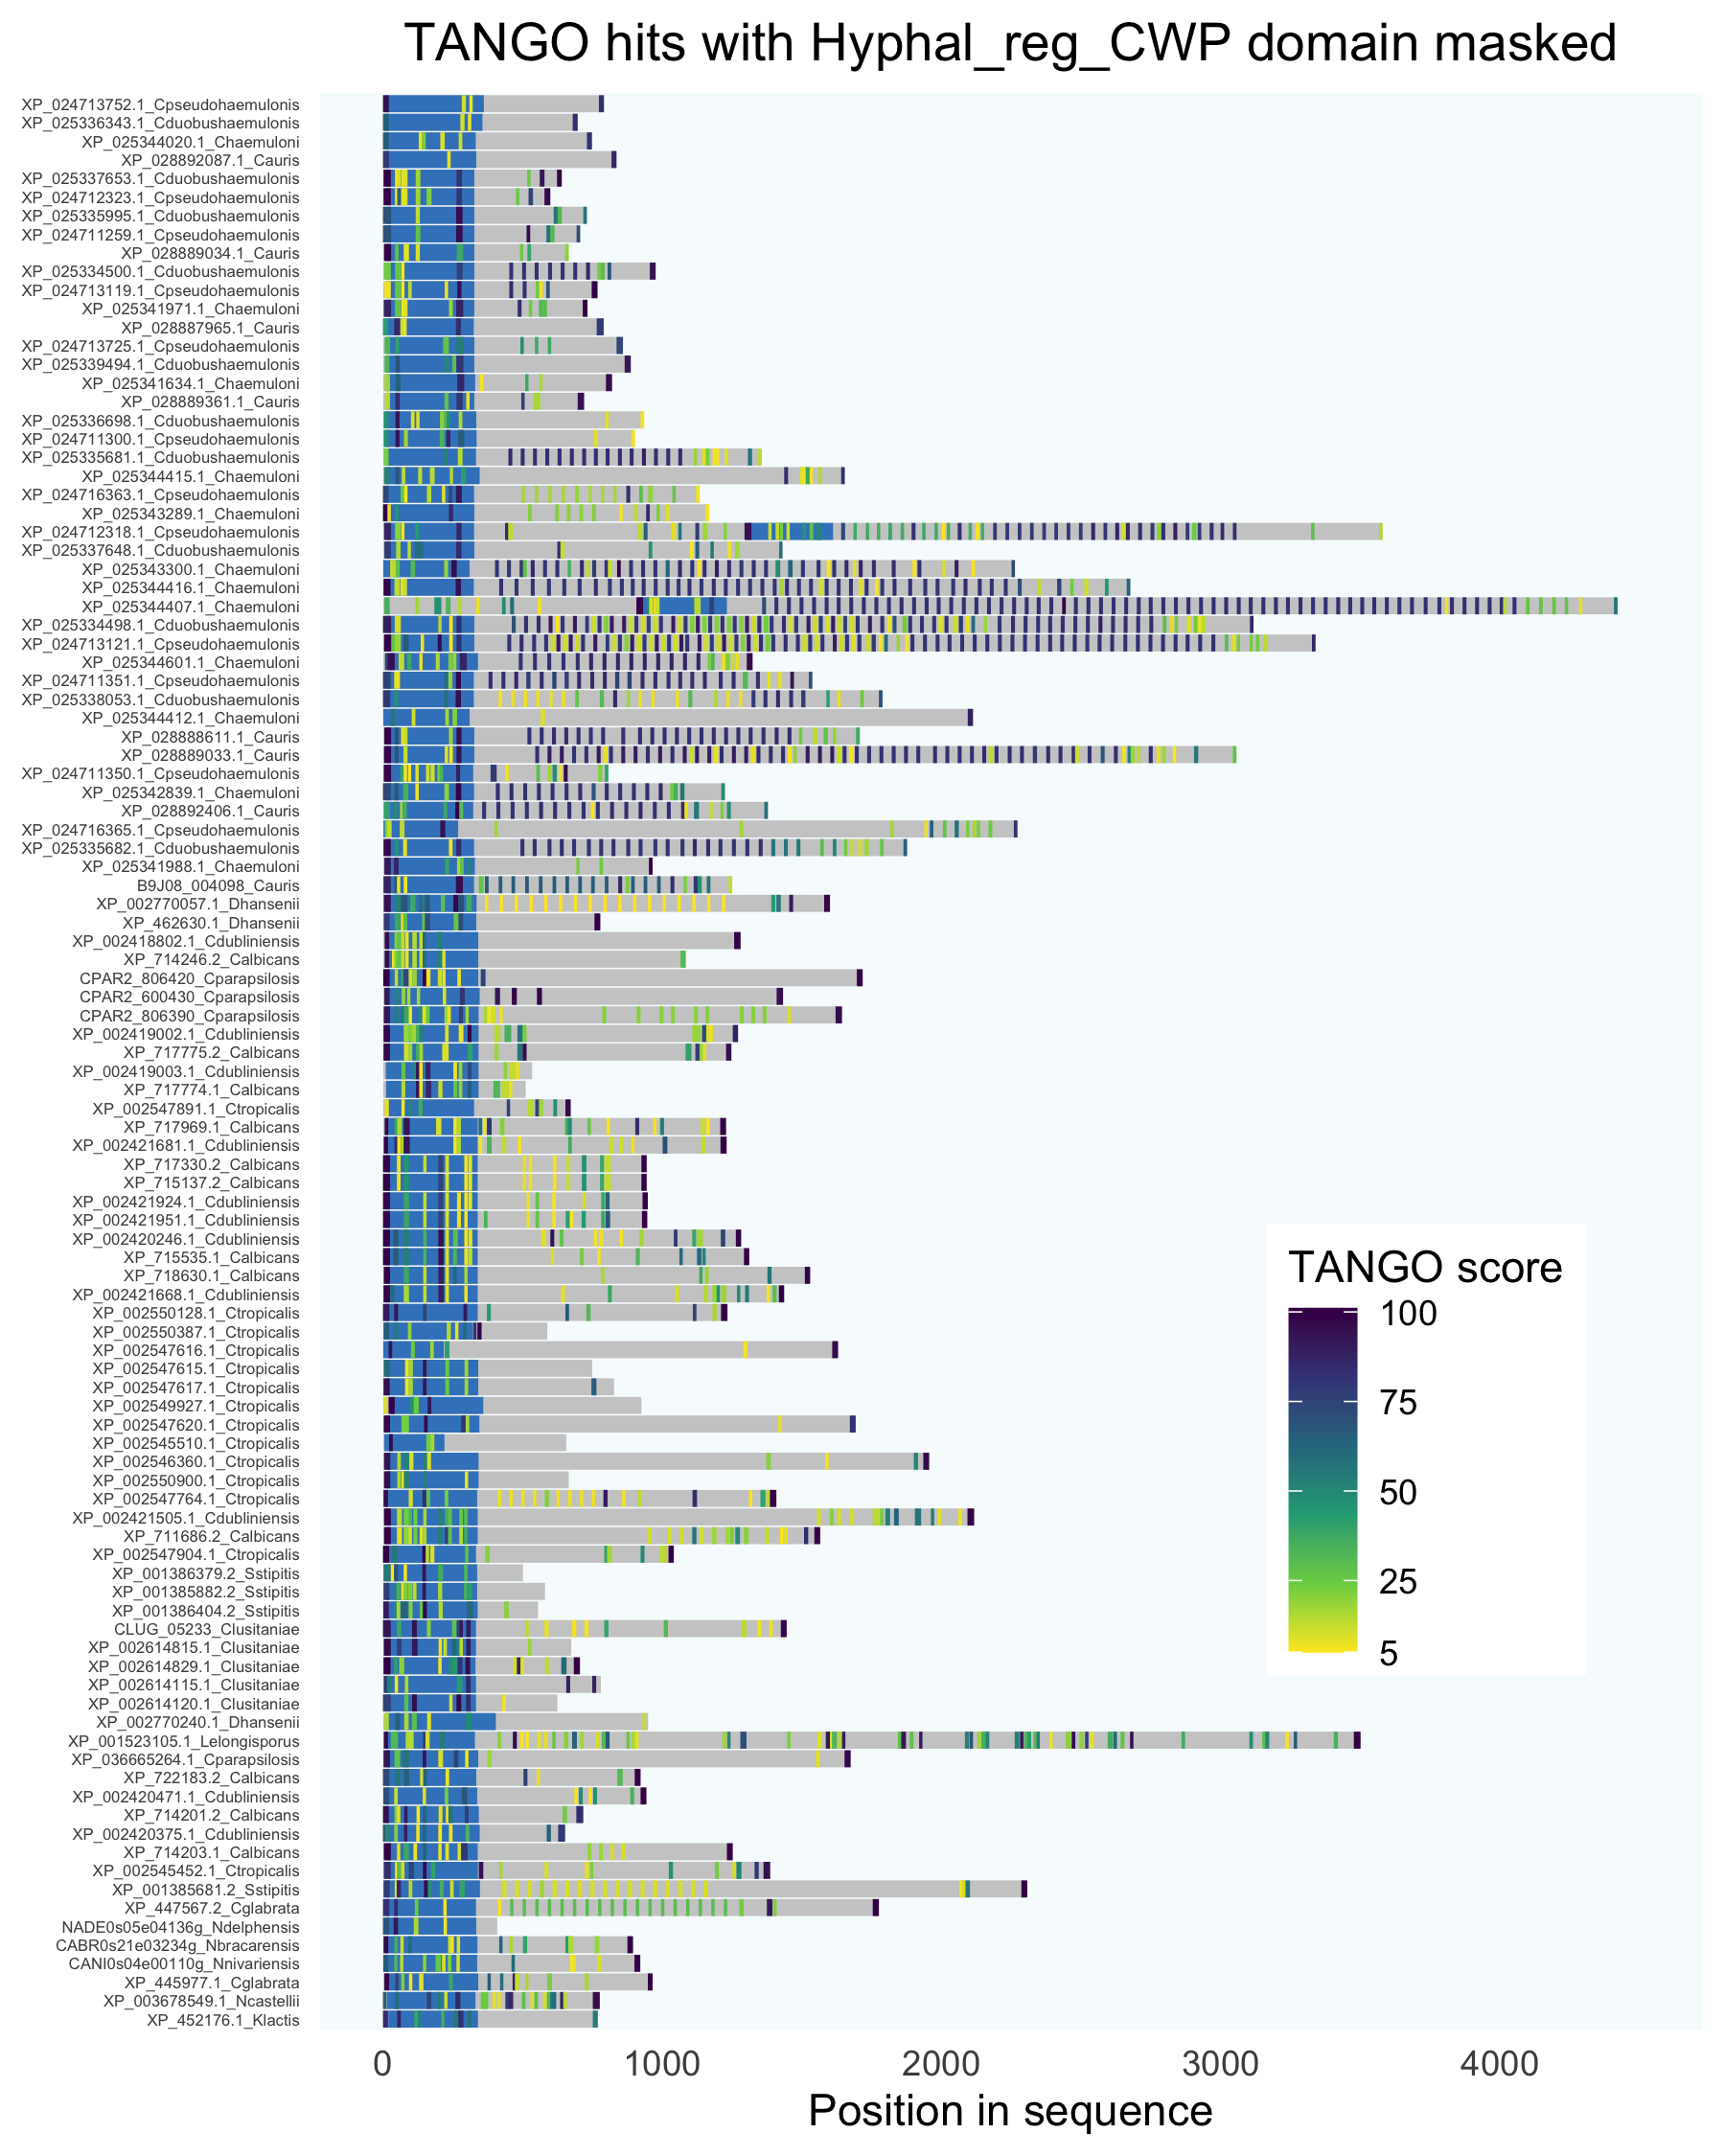 TANGO hits with Hyphal_reg_CWP domain masked
XP_024713752.1_Cpseudohaemulonis
XP_025336343.1_Cduobushaemulonis
XP_025344020.1_Chaemuloni
XP_028892087.1_Cauris
XP_025337653.1_Cduobushaemulonis
XP_024712323.1_Cpseudohaemulonis
XP_025335995.1_Cduobushaemulonis
XP_024711259.1_Cpseudohaemulonis
XP_028889034.1_Cauris
XP_025334500.1_Cduobushaemulonis
XP_024713119.1_Cpseudohaemulonis
XP_025341971.1_Chaemuloni
XP_028887965.1_Cauris
XP_024713725.1_Cpseudohaemulonis
XP_025339494.1_Cduobushaemulonis
XP_025341634.1_Chaemuloni
XP_028889361.1_Cauris
XP_025336698.1_Cduobushaemulonis
XP_024711300.1_Cpseudohaemulonis
XP_025335681.1_Cduobushaemulonis
XP_025344415.1_Chaemuloni
XP_024716363.1_Cpseudohaemulonis
XP_025343289.1_Chaemuloni
XP_024712318.1_Cpseudohaemulonis
XP_025337648.1_Cduobushaemulonis
XP_025343300.1_Chaemuloni
XP_025344416.1_Chaemuloni
XP_025344407.1_Chaemuloni
XP_025334498.1_Cduobushaemulonis
XP_024713121.1_Cpseudohaemulonis
XP_025344601.1_Chaemuloni
XP_024711351.1_Cpseudohaemulonis
XP_025338053.1_Cduobushaemulonis
XP_025344412.1_Chaemuloni
XP_028888611.1_Cauris
XP_028889033.1_Cauris
XP_024711350.1_Cpseudohaemulonis
XP_025342839.1_Chaemuloni
XP_028892406.1_Cauris
XP_024716365.1_Cpseudohaemulonis
XP_025335682.1_Cduobushaemulonis
XP_025341988.1_Chaemuloni
B9J08_004098_Cauris
XP_002770057.1_Dhansenii
XP_462630.1_Dhansenii
XP_002418802.1_Cdubliniensis
XP_714246.2_Calbicans
CPAR2_806420_Cparapsilosis
CPAR2_600430_Cparapsilosis
CPAR2_806390_Cparapsilosis
XP_002419002.1_Cdubliniensis
XP_717775.2_Calbicans
XP_002419003.1_Cdubliniensis
XP_717774.1_Calbicans
XP_002547891.1_Ctropicalis
XP_717969.1_Calbicans
XP_002421681.1_Cdubliniensis
XP_717330.2_Calbicans
XP_715137.2_Calbicans
XP_002421924.1_Cdubliniensis
XP_002421951.1_Cdubliniensis
XP_002420246.1_Cdubliniensis
XP_715535.1_Calbicans
XP_718630.1_Calbicans
XP_002421668.1_Cdubliniensis
XP_002550128.1_Ctropicalis
XP_002550387.1_Ctropicalis
XP_002547616.1_Ctropicalis
XP_002547615.1_Ctropicalis
XP_002547617.1_Ctropicalis
XP_002549927.1_Ctropicalis
XP_002547620.1_Ctropicalis
XP_002545510.1_Ctropicalis
XP_002546360.1_Ctropicalis
XP_002550900.1_Ctropicalis
XP_002547764.1_Ctropicalis
XP_002421505.1_Cdubliniensis
XP_711686.2_Calbicans
XP_002547904.1_Ctropicalis
XP_001386379.2_Sstipitis
XP_001385882.2_Sstipitis
XP_001386404.2_Sstipitis
CLUG_05233_Clusitaniae
XP_002614815.1_Clusitaniae
XP_002614829.1_Clusitaniae
XP_002614115.1_Clusitaniae
XP_002614120.1_Clusitaniae
XP_002770240.1_Dhansenii
XP_001523105.1_Lelongisporus
XP_036665264.1_Cparapsilosis
XP_722183.2_Calbicans
XP_002420471.1_Cdubliniensis
XP_714201.2_Calbicans
XP_002420375.1_Cdubliniensis
XP_714203.1_Calbicans
XP_002545452.1_Ctropicalis
XP_001385681.2_Sstipitis
XP_447567.2_Cglabrata
NADE0s05e04136g_Ndelphensis
CABR0s21e03234g_Nbracarensis
CANI0s04e00110g_Nnivariensis
XP_445977.1_Cglabrata
XP_003678549.1_Ncastellii
XP_452176.1_Klactis
TANGO score
100
75
50
25
5
0 1000 2000 3000 4000
Position in sequence